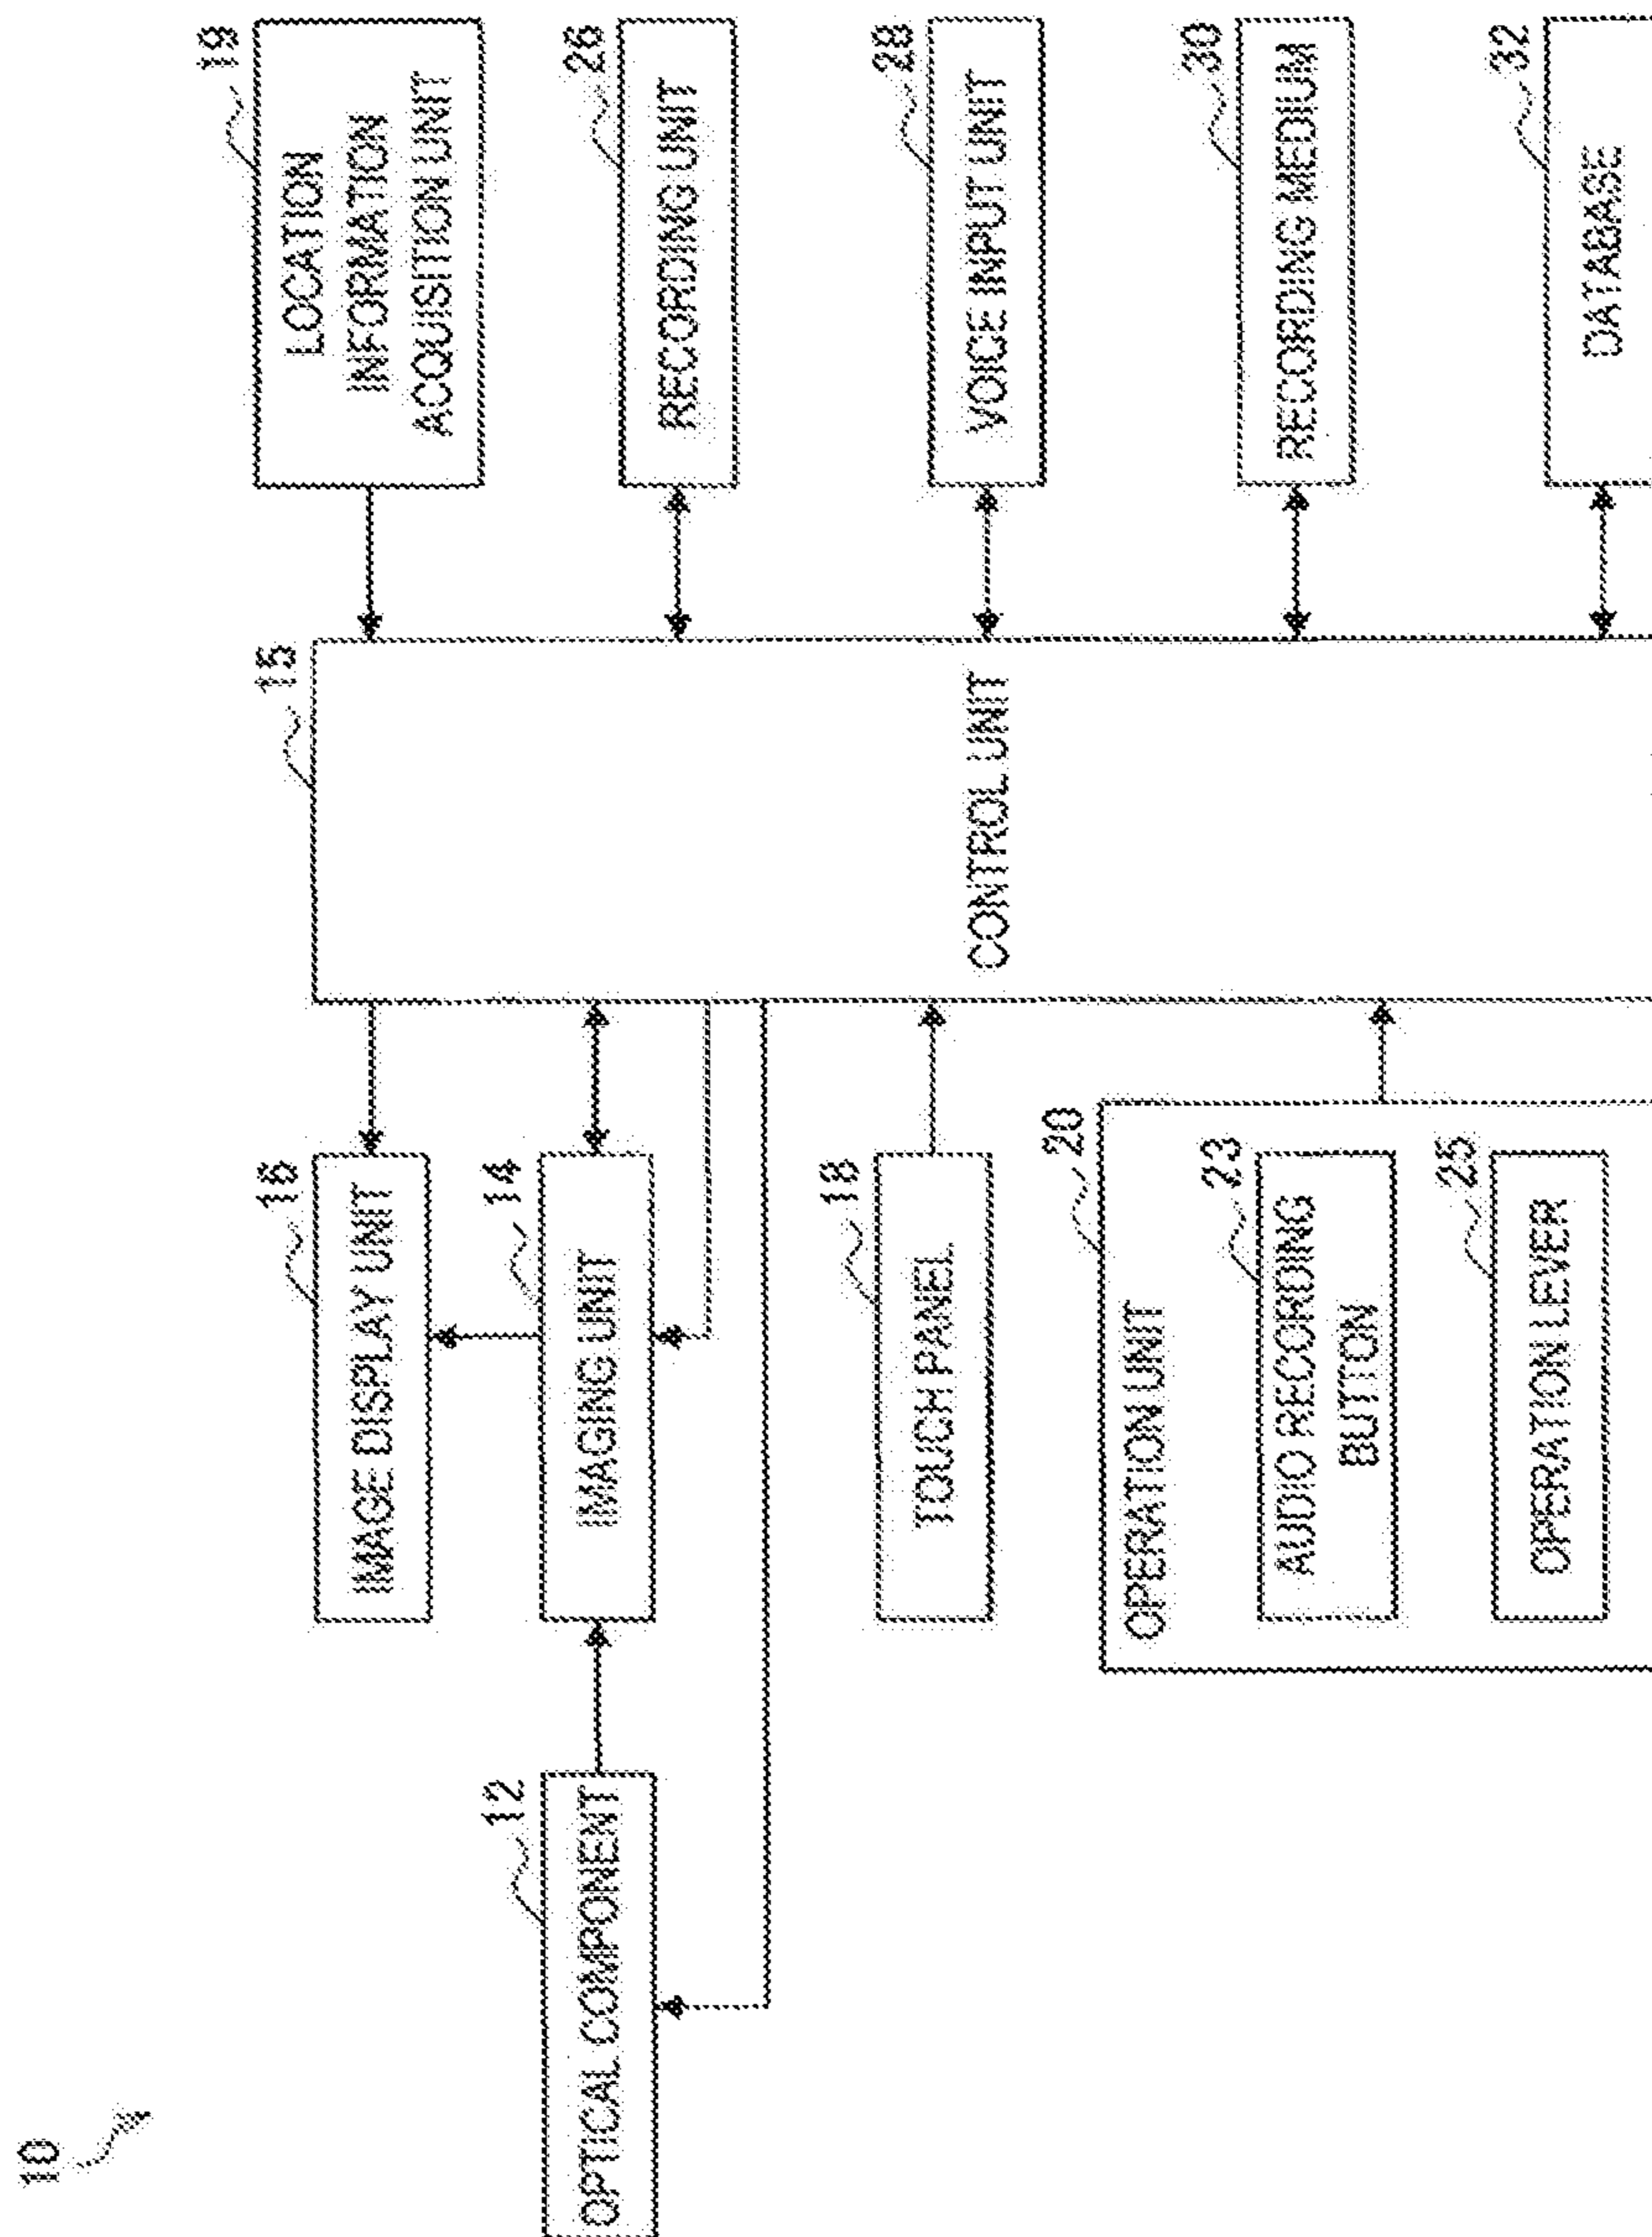 10
12
OPTICAL COMPONENT
16
IMAGE DISPLAY UNIT
14
IMAGING UNIT
18
TOUCH PANEL
20
OPERATION UNIT
23
AUDIO RECORDING
BUTTON
25
OPERATION LEVER
15
CONTROL UNIT
19
LOCATION
INFORMATION
ACQUISITION UNIT
26
RECORDING UNIT
28
VOICE INPUT UNIT
30
RECORDING MEDIUM
32
DATABASE